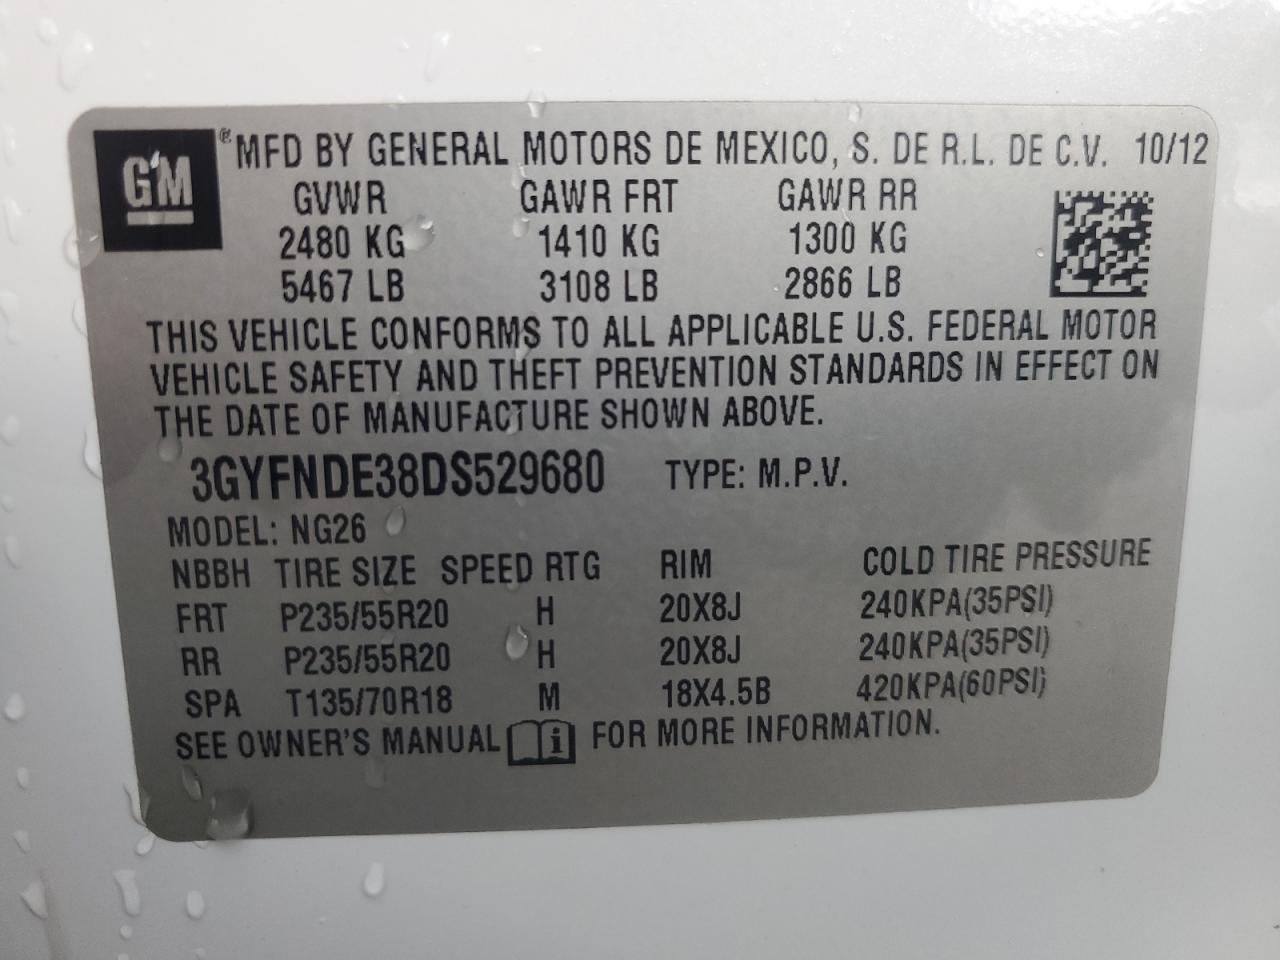 GM ® MFD BY GENERAL MOTORS DE MEXICO, S. DE R.L. DE C.V. 10/12
GVWR GAWR FRT GAWR RR
2480 KG 1410 KG 1300 KG
5467 LB 3108 LB 2866 LB
THIS VEHICLE CONFORMS TO ALL APPLICABLE U.S. FEDERAL MOTOR
VEHICLE SAFETY AND THEFT PREVENTION STANDARDS IN EFFECT ON
THE DATE OF MANUFACTURE SHOWN ABOVE.
3GYFNDE38DS529680 TYPE: M.P.V.
MODEL: NG26
NBBH TIRE SIZE SPEED RTG RIM COLD TIRE PRESSURE
FRT P235/55R20 H 20X8J 240KPA(35PSI)
RR P235/55R20 H 20X8J 240KPA(35PSI)
SPA T135/70R18 M 18X4.5B 420KPA(60PSI)
SEE OWNER'S MANUAL i FOR MORE INFORMATION.